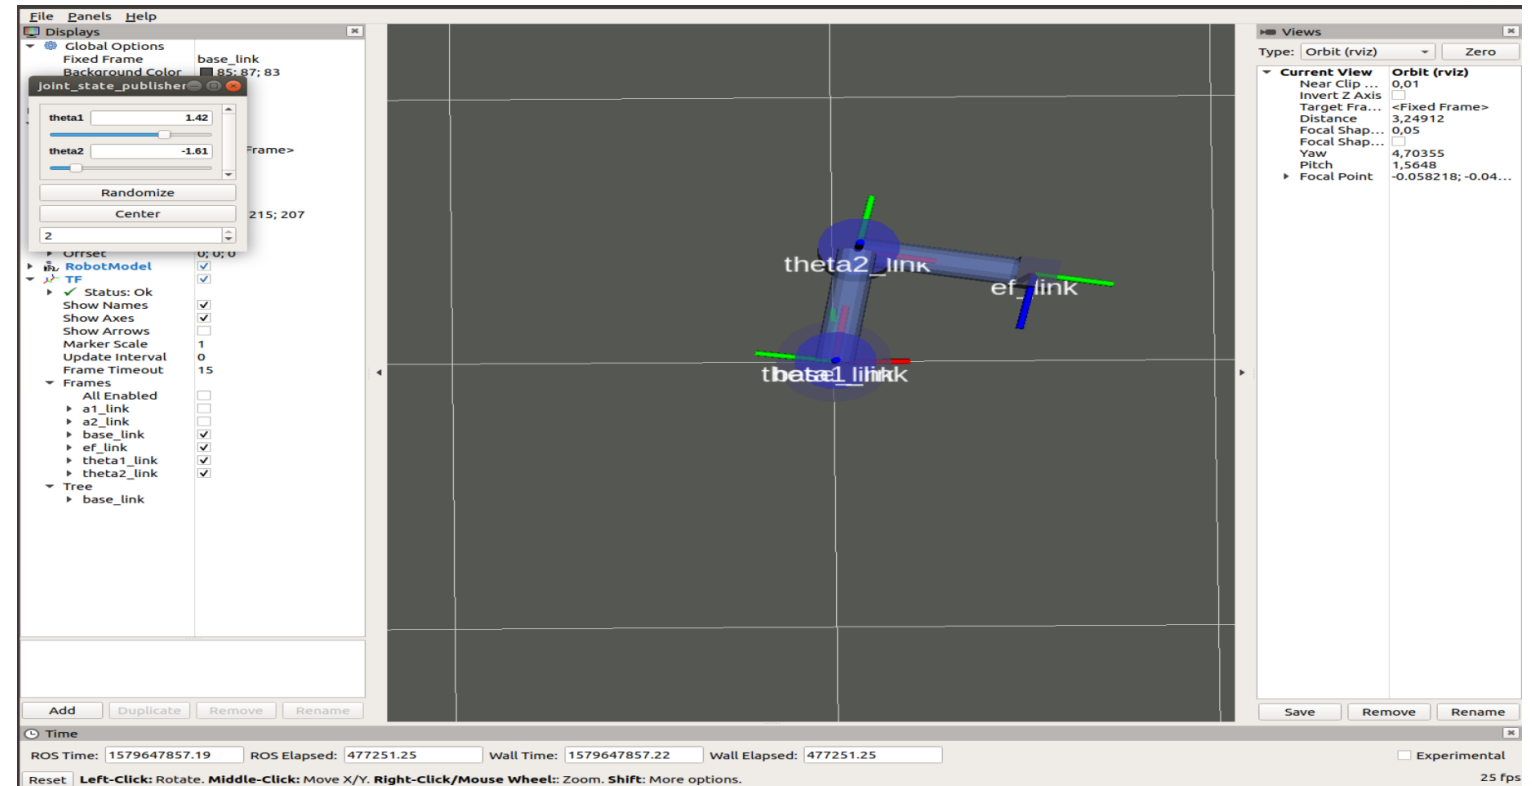 File Panels Help
Displays
Global Options
Fixed Frame base_link
Background Color 85; 87; 83
joint_state_publisher
theta1 1.42
theta2 -1.61
Frame>
Randomize
Center
215; 207
2
Offset 0; 0; 0
RobotModel
TF
Status: Ok
Show Names
Show Axes
Show Arrows
Marker Scale 1
Update Interval 0
Frame Timeout 15
Frames
All Enabled
a1_link
a2_link
base_link
ef_link
theta1_link
theta2_link
Tree
base_link
Add Duplicate Remove Rename
theta2_link
ef_link
Views
Type: Orbit (rviz) Zero
Current View Orbit (rviz)
Near Clip ... 0,01
Invert Z Axis
Target Fra... <Fixed Frame>
Distance 3,24912
Focal Shap... 0,05
Focal Shap...
Yaw 4,70355
Pitch 1,5648
Focal Point -0.058218; -0.04...
Save Remove Rename
Time
ROS Time: 1579647857.19 ROS Elapsed: 477251.25 Wall Time: 1579647857.22 Wall Elapsed: 477251.25 Experimental
Reset Left-Click: Rotate. Middle-Click: Move X/Y. Right-Click/Mouse Wheel:: Zoom. Shift: More options. 25 fps